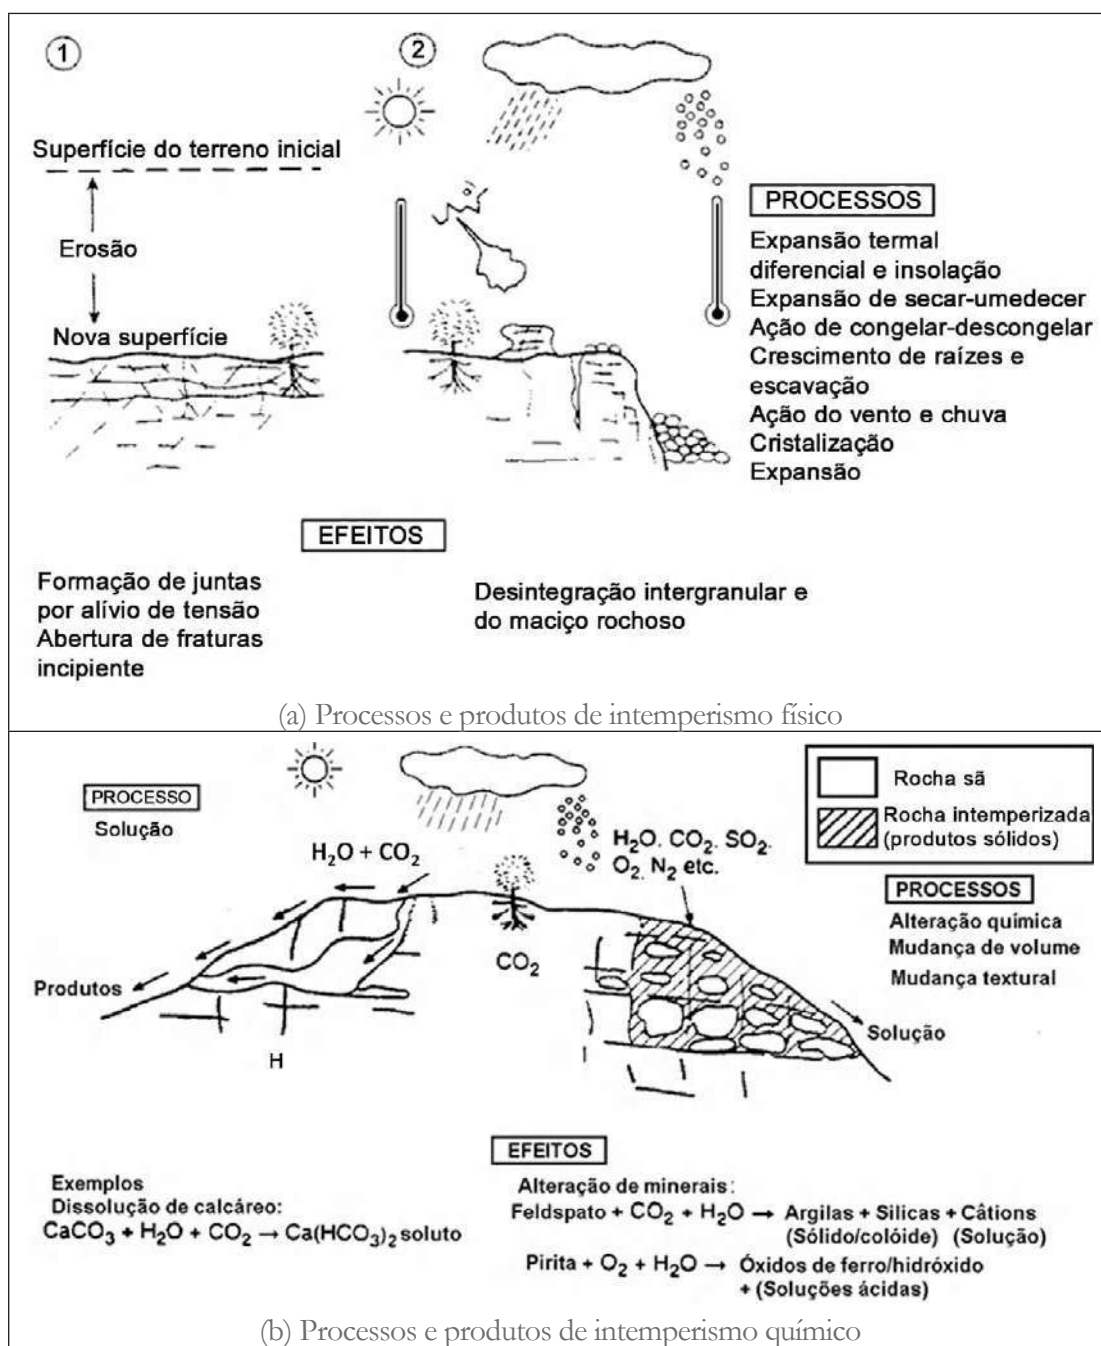 1
2
Superfície do terreno inicial
Erosão
Nova superfície
PROCESSOS
Expansão termal
diferencial e insolação
Expansão de secar-umedecer
Ação de congelar-descongelar
Crescimento de raízes e
escavação
Ação do vento e chuva
Cristalização
Expansão
EFEITOS
Formação de juntas
por alívio de tensão
Abertura de fraturas
incipiente
Desintegração intergranular e
do maciço rochoso
(a) Processos e produtos de intemperismo físico
PROCESSO
Solução
H2O + CO2
H2O. CO2. SO2.
O2. N2 etc.
Rocha sã
Rocha intemperizada
(produtos sólidos)
PROCESSOS
Alteração química
Mudança de volume
Mudança textural
Produtos
CO2
Solução
H
I
EFEITOS
Exemplos
Dissolução de calcáreo:
CaCO3 + H2O + CO2 → Ca(HCO3)2 soluto
Alteração de minerais:
Feldspato + CO2 + H2O → Argilas + Silicas + Câtions
(Sólido/colóide) (Solução)
Pirita + O2 + H2O → Óxidos de ferro/hidróxido
+ (Soluções ácidas)
(b) Processos e produtos de intemperismo químico